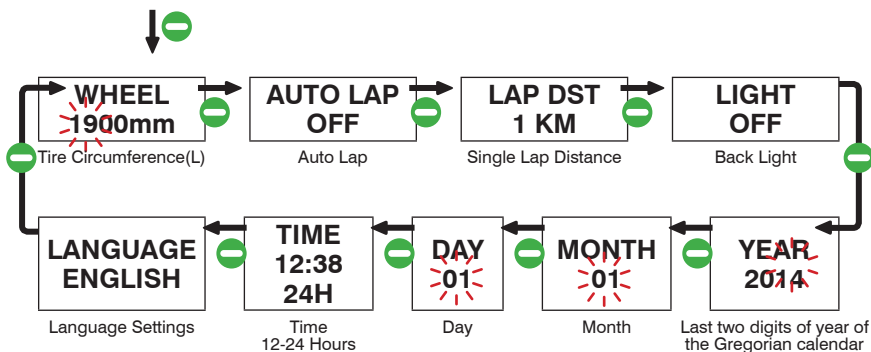 WHEEL
1900mm
Tire Circumference(L)
AUTO LAP
OFF
Auto Lap
LAP DST
1 KM
Single Lap Distance
LIGHT
OFF
Back Light
LANGUAGE
ENGLISH
Language Settings
TIME
12:38
24H
Time
12-24 Hours
DAY
01
Day
MONTH
01
Month
YEAR
2014
Last two digits of year of
the Gregorian calendar